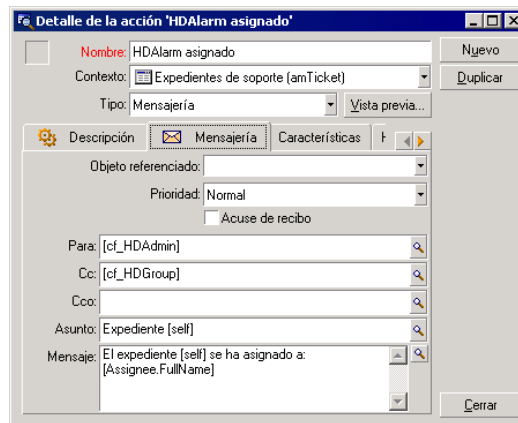 Detalle de la acción 'HDAlarm asignado'
Nombre: HDAlarm asignado
Nuevo
Contexto: Expedientes de soporte (amTicket)
Duplicar
Tipo: Mensajería
Vista previa...
Descripción Mensajería Características
Objeto referenciado:
Prioridad: Normal
Acuse de recibo
Para: [cf_HDAdmin]
Cc: [cf_HDGroup]
Cco:
Asunto: Expediente [self]
Mensaje: El expediente [self] se ha asignado a:
[Assignee.FullName]
Cerrar